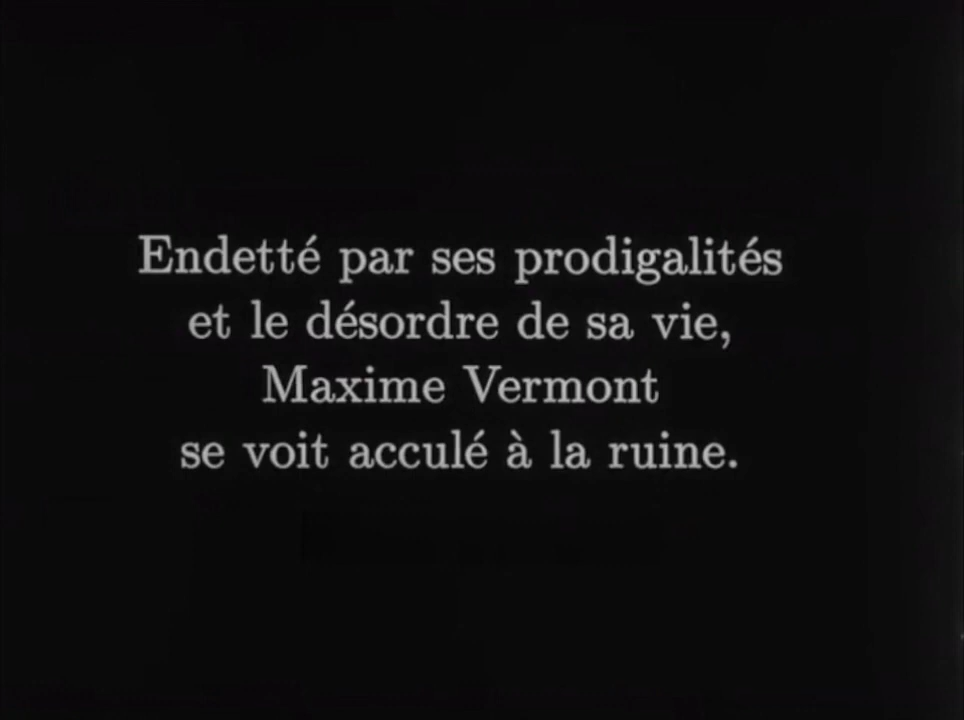 Endetté par ses prodigalités
et le désordre de sa vie,
Maxime Vermont
se voit acculé à la ruine.